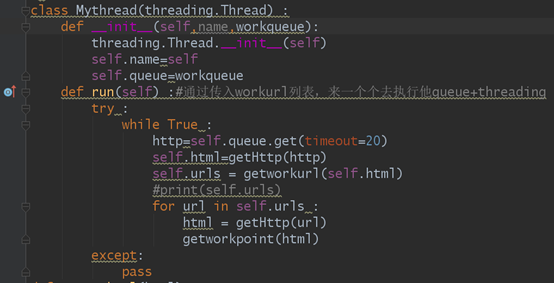 class Mythread(threading.Thread) :
    def __init__(self,name,workqueue):
        threading.Thread.__init__(self)
        self.name=self
        self.queue=workqueue
    def run(self) :#通过传入workurl列表，来一个个去执行他queue+threading
        try :
            while True :
                http=self.queue.get(timeout=20)
                self.html=getHttp(http)
                self.urls = getworkurl(self.html)
                #print(self.urls)
                for url in self.urls :
                    html = getHttp(url)
                    getworkpoint(html)
        except:
            pass